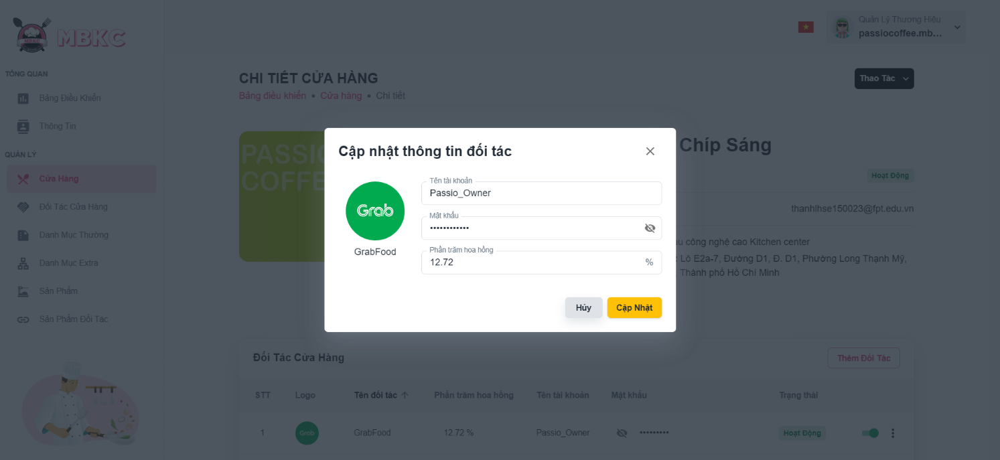 MBKC
MBKC
Quản Lý Thương Hiệu
passiocoffee.mb...
TỔNG QUAN
Bảng Điều Khiển
Thông Tin
QUẢN LÝ
Cửa Hàng
Đối Tác Cửa Hàng
Danh Mục Thường
Danh Mục Extra
Sản Phẩm
Sản Phẩm Đối Tác
CHI TIẾT CỬA HÀNG
Thao Tác
Bảng điều khiển • Cửa hàng • Chi tiết
PASSIO
COFFE
Chíp Sáng
Hoạt Động
thanhlhse150023@fpt.edu.vn
công nghệ cao Kitchen center
Lô E2a-7, Đường D1, Đ. D1, Phường Long Thạnh Mỹ,
Thành phố Hồ Chí Minh
Cập nhật thông tin đối tác
Grab
GrabFood
Tên tài khoản
Passio_Owner
Mật khẩu
••••••••••••
Phần trăm hoa hồng
12.72 %
Hủy
Cập Nhật
Đối Tác Cửa Hàng
Thêm Đối Tác
STT Logo Tên đối tác ↑ Phần trăm hoa hồng Tên tài khoản Mật khẩu Trạng thái
1 Grab GrabFood 12.72 % Passio_Owner ••••••••• Hoạt Động